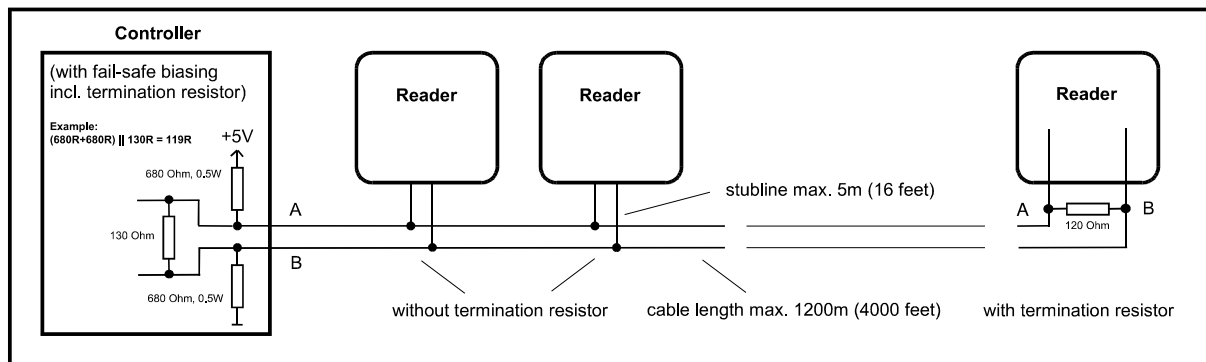 Controller
(with fail-safe biasing
incl. termination resistor)
Example:
(680R+680R) || 130R = 119R
+5V
680 Ohm, 0.5W
130 Ohm
680 Ohm, 0.5W
A
B
Reader
Reader
Reader
stubline max. 5m (16 feet)
A
B
120 Ohm
without termination resistor
cable length max. 1200m (4000 feet)
with termination resistor